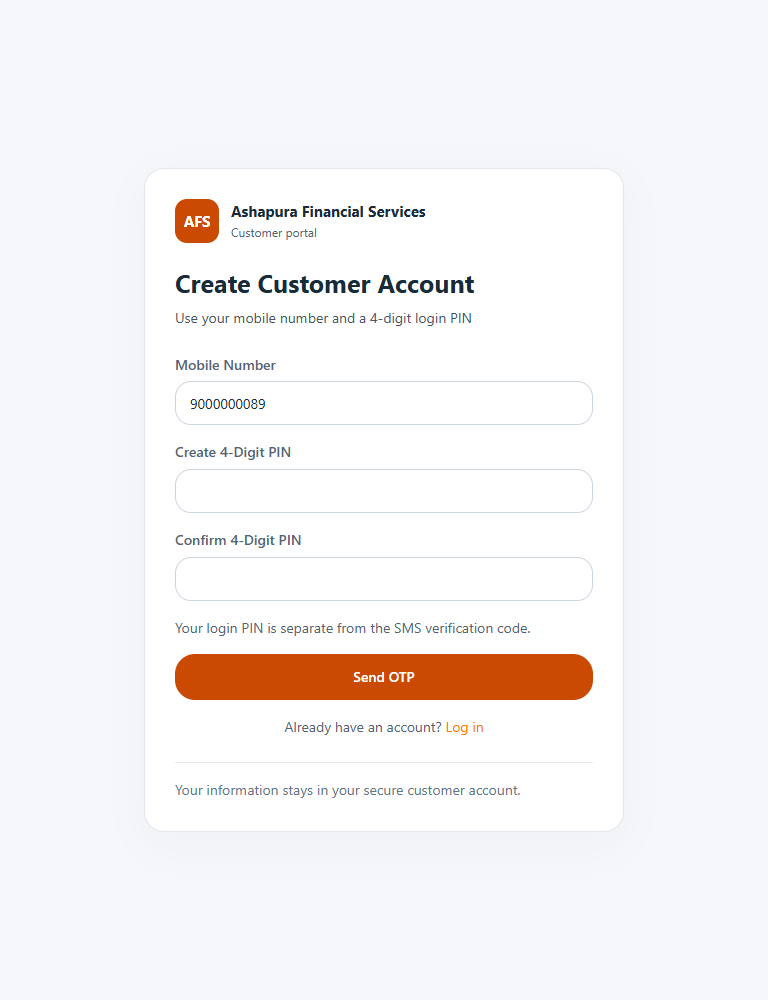 AFS
Ashapura Financial Services
Customer portal
Create Customer Account
Use your mobile number and a 4-digit login PIN
Mobile Number
9000000089
Create 4-Digit PIN
Confirm 4-Digit PIN
Your login PIN is separate from the SMS verification code.
Send OTP
Already have an account? Log in
Your information stays in your secure customer account.